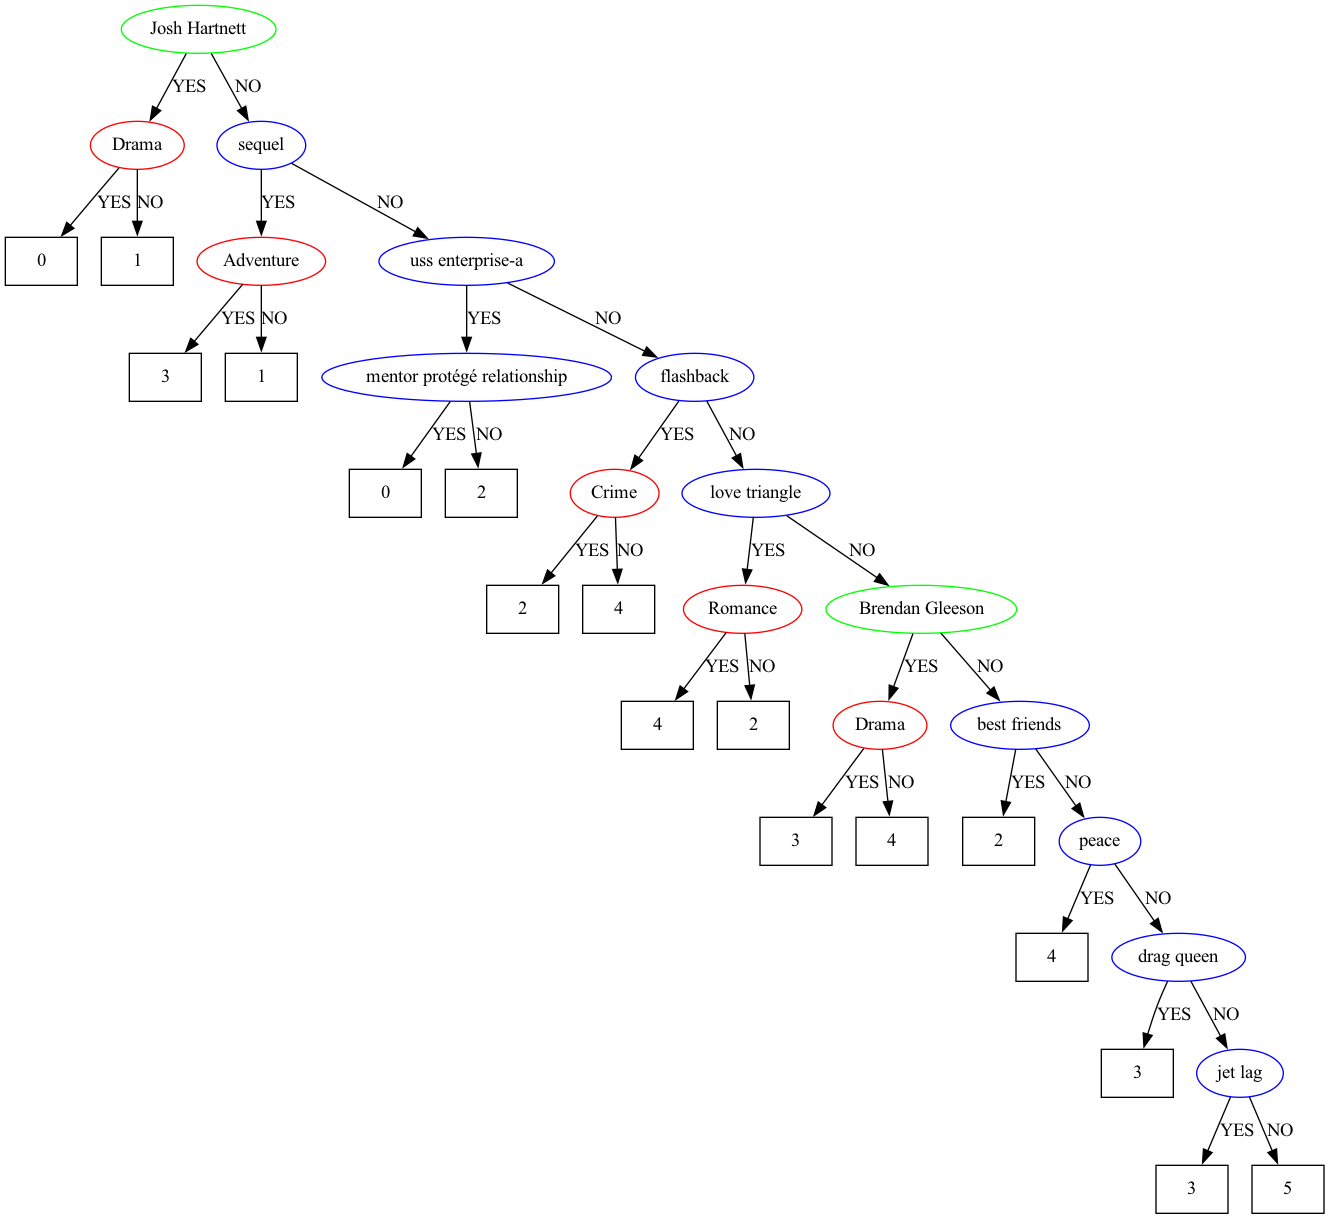 Josh Hartnett
YES
NO
Drama
sequel
YES
NO
YES
NO
0
1
Adventure
uss enterprise-a
YES
NO
YES
NO
3
1
mentor protégé relationship
flashback
YES
NO
YES
NO
0
2
Crime
love triangle
YES
NO
YES
NO
2
4
Romance
Brendan Gleeson
YES
NO
YES
NO
4
2
Drama
best friends
YES
NO
YES
NO
3
4
2
peace
YES
NO
4
drag queen
YES
NO
3
jet lag
YES
NO
3
5